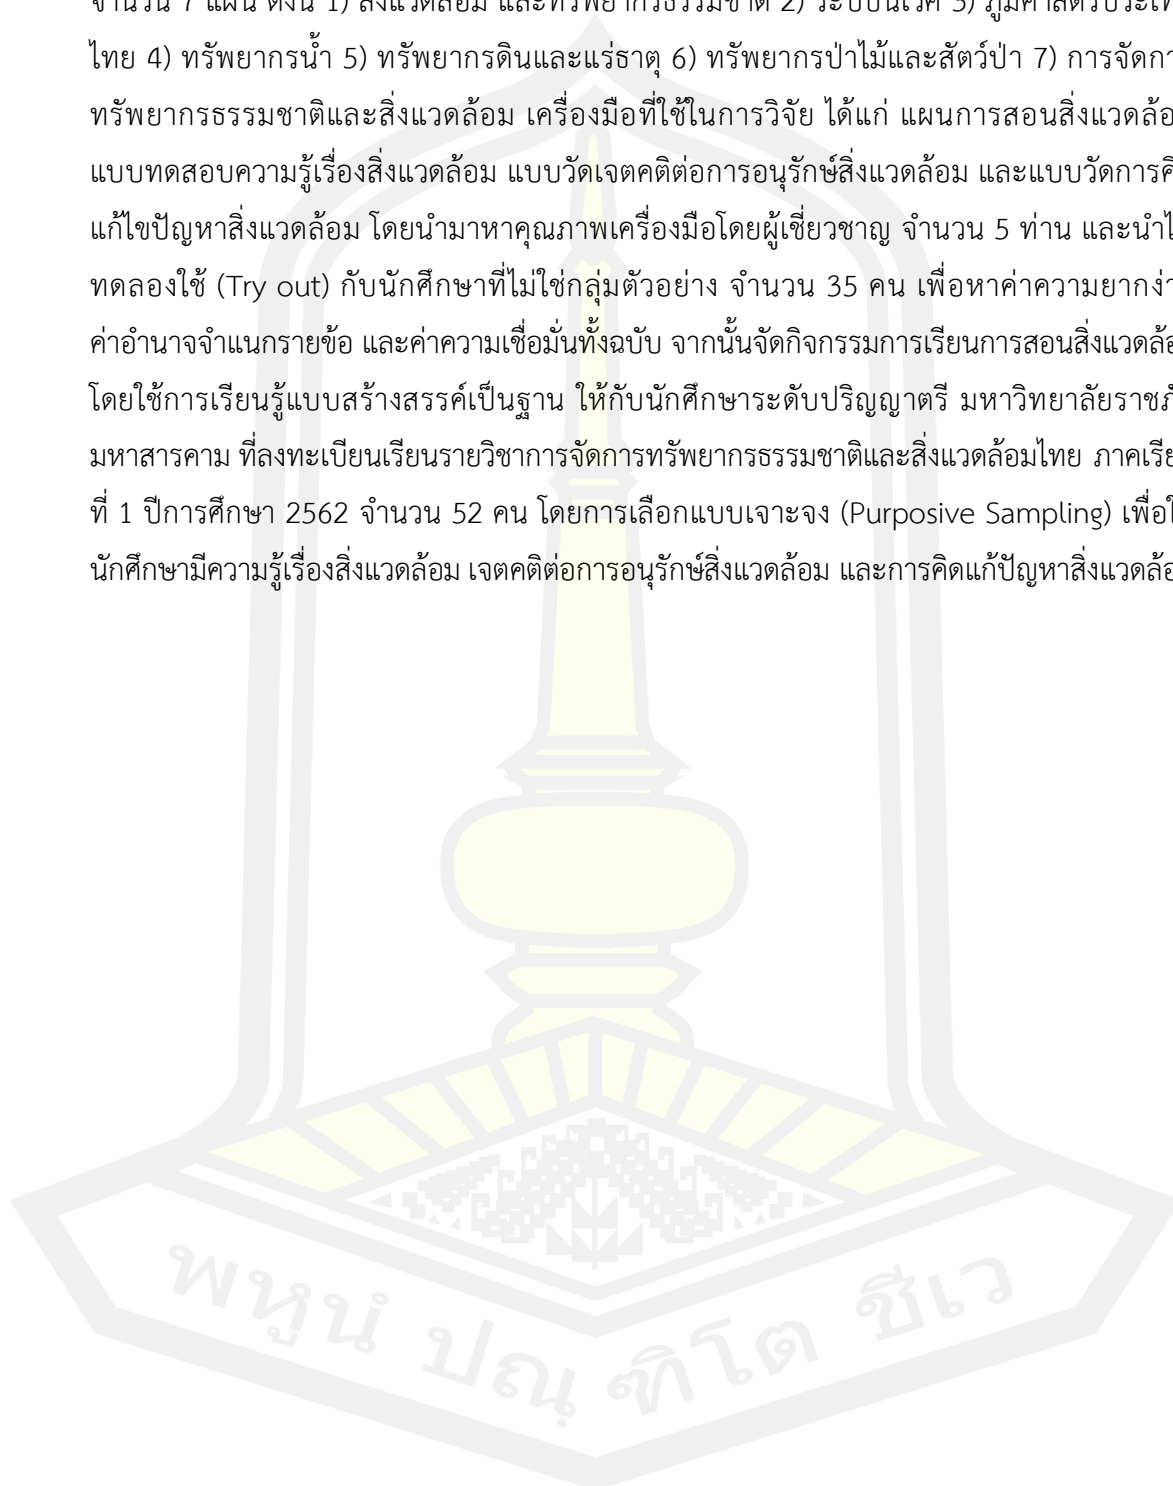 จำนวน 7 แผน ดังนี้ 1) สิ่งแวดล้อม และทรัพยากรธรรมชาติ 2) ระบบนิเวศ 3) ภูมิศาสตร์ประเท
ไทย 4) ทรัพยากรน้ำ 5) ทรัพยากรดินและแร่ธาตุ 6) ทรัพยากรป่าไม้และสัตว์ป่า 7) การจัดกา
ทรัพยากรธรรมชาติและสิ่งแวดล้อม เครื่องมือที่ใช้ในการวิจัย ได้แก่ แผนการสอนสิ่งแวดล้อ
แบบทดสอบความรู้เรื่องสิ่งแวดล้อม แบบวัดเจตคติต่อการอนุรักษ์สิ่งแวดล้อม และแบบวัดการคิ
แก้ไขปัญหาสิ่งแวดล้อม โดยนำมาหาคุณภาพเครื่องมือโดยผู้เชี่ยวชาญ จำนวน 5 ท่าน และนำไ
ทดลองใช้ (Try out) กับนักศึกษาที่ไม่ใช่กลุ่มตัวอย่าง จำนวน 35 คน เพื่อหาค่าความยากง่า
ค่าอำนาจจำแนกรายข้อ และค่าความเชื่อมั่นทั้งฉบับ จากนั้นจัดกิจกรรมการเรียนการสอนสิ่งแวดล้อ
โดยใช้การเรียนรู้แบบสร้างสรรค์เป็นฐาน ให้กับนักศึกษาระดับปริญญาตรี มหาวิทยาลัยราชภั
มหาสารคาม ที่ลงทะเบียนเรียนรายวิชาการจัดการทรัพยากรธรรมชาติและสิ่งแวดล้อมไทย ภาคเรีย
ที่ 1 ปีการศึกษา 2562 จำนวน 52 คน โดยการเลือกแบบเจาะจง (Purposive Sampling) เพื่อใ
นักศึกษามีความรู้เรื่องสิ่งแวดล้อม เจตคติต่อการอนุรักษ์สิ่งแวดล้อม และการคิดแก้ปัญหาสิ่งแวดล้อ
พหูนํ ปณฺฑิโต ชีเว